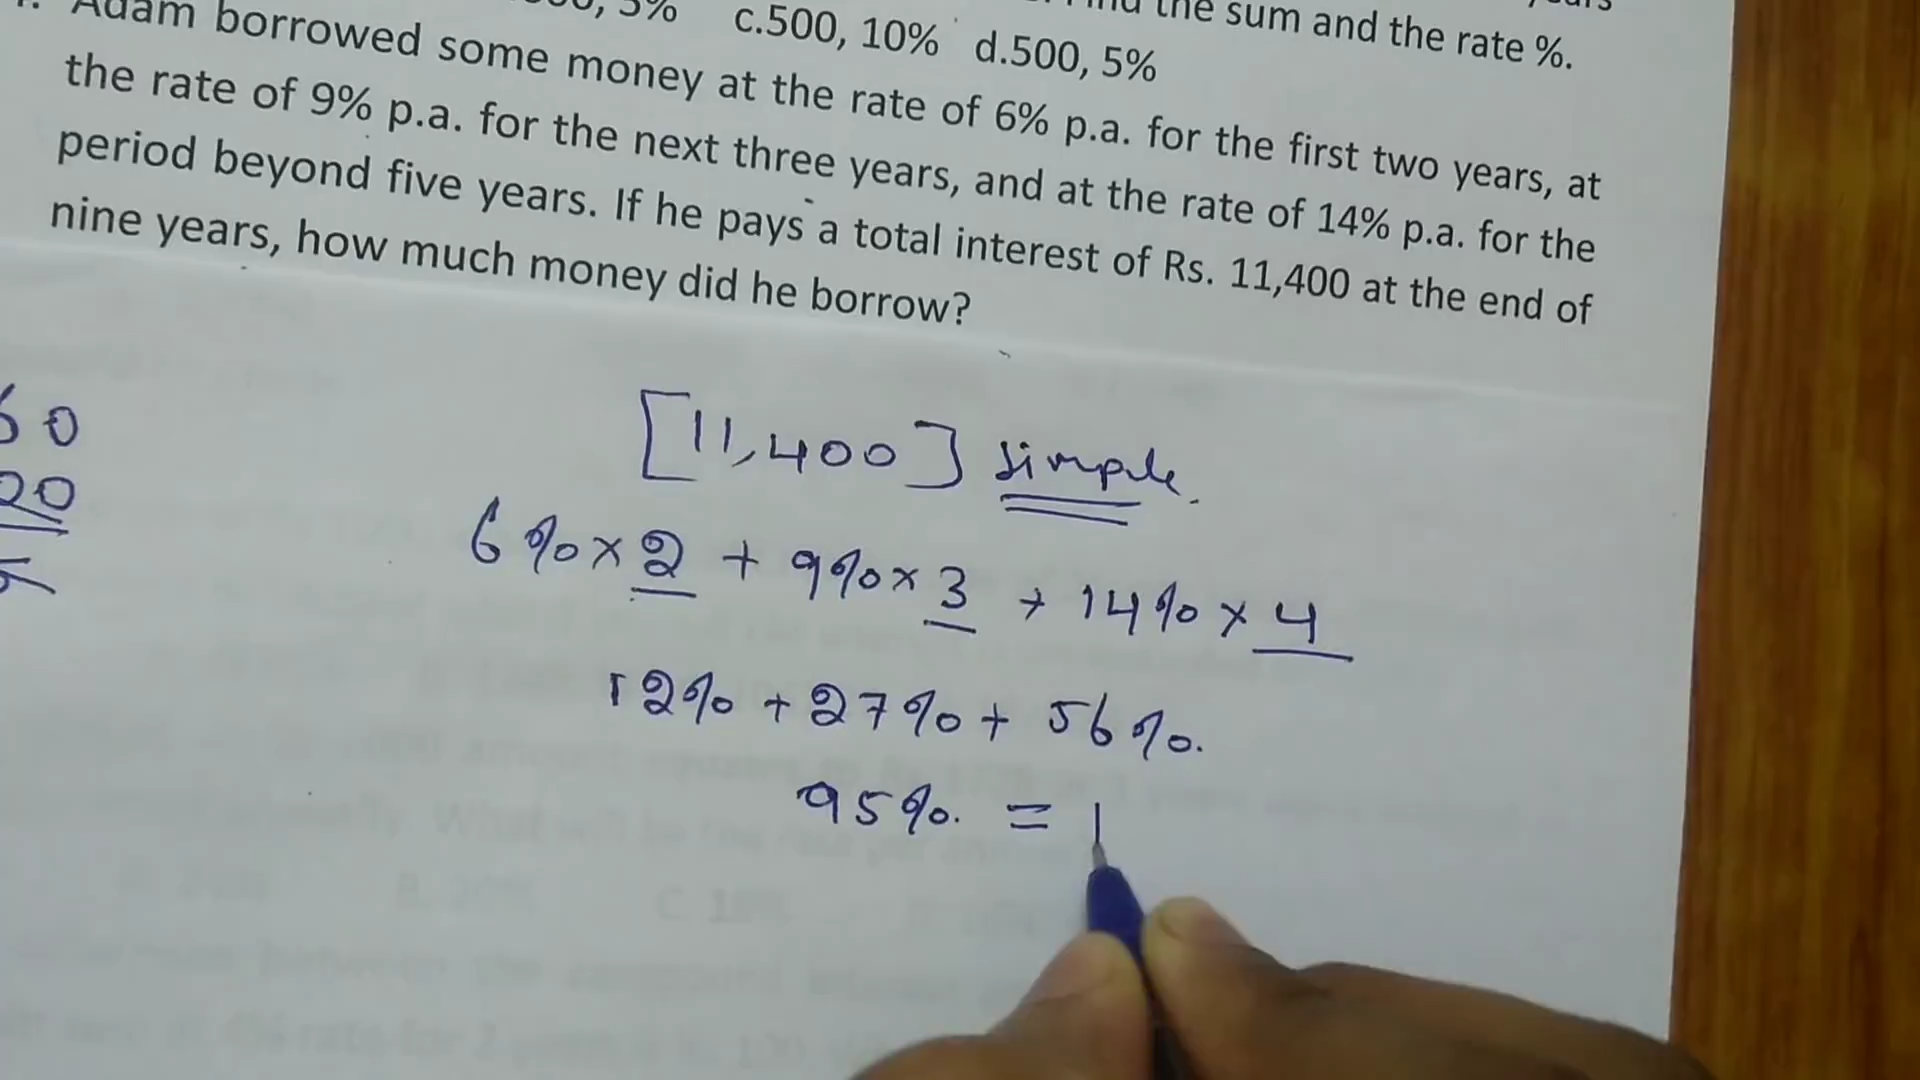 5% c.500, 10% d.500, 5%
the sum and the rate %.
Adam borrowed some money at the rate of 6% p.a. for the first two years, at
the rate of 9% p.a. for the next three years, and at the rate of 14% p.a. for the
period beyond five years. If he pays a total interest of Rs. 11,400 at the end of
nine years, how much money did he borrow?
[11,400] simple.
6% × 2 + 9% × 3 + 14% × 4
12% + 27% + 56%.
95%. = 1
0
20